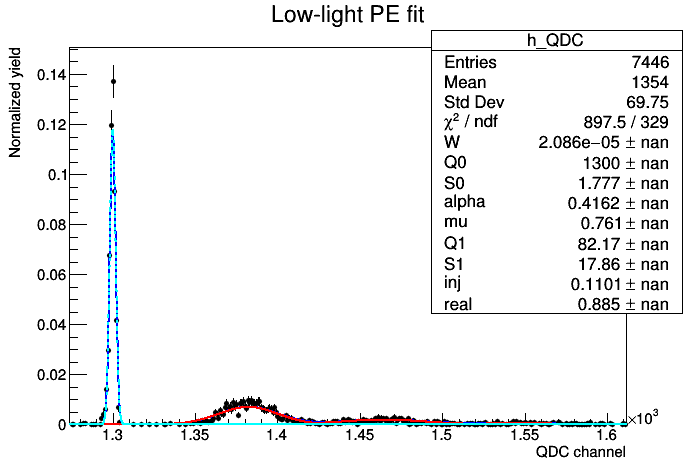 Low-light PE fit
h_QDC
Entries 7446
Mean 1354
Std Dev 69.75
χ² / ndf 897.5 / 329
W 2.086e−05 ± nan
Q0 1300 ± nan
S0 1.777 ± nan
alpha 0.4162 ± nan
mu 0.761 ± nan
Q1 82.17 ± nan
S1 17.86 ± nan
inj 0.1101 ± nan
real 0.885 ± nan
Normalized yield
0.14
0.12
0.1
0.08
0.06
0.04
0.02
0
1.3 1.35 1.4 1.45 1.5 1.55 1.6
×10³
QDC channel